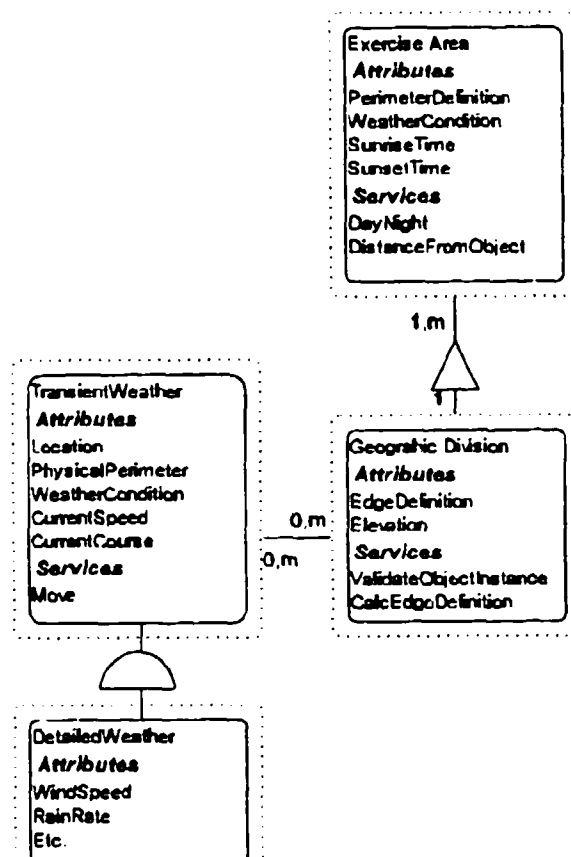 Exercise Area
Attributes
PerimeterDefinition
WeatherCondition
SunriseTime
SunsetTime
Services
DayNight
DistanceFromObject
1,m
1
TransientWeather
Attributes
Location
PhysicalPerimeter
WeatherCondition
CurrentSpeed
CurrentCourse
Services
Move
0,m
0,m
Geograhic Division
Attributes
EdgeDefinition
Elevation
Services
ValidateObjectInstance
CalcEdgeDefinition
DetailedWeather
Attributes
WindSpeed
RainRate
Etc.